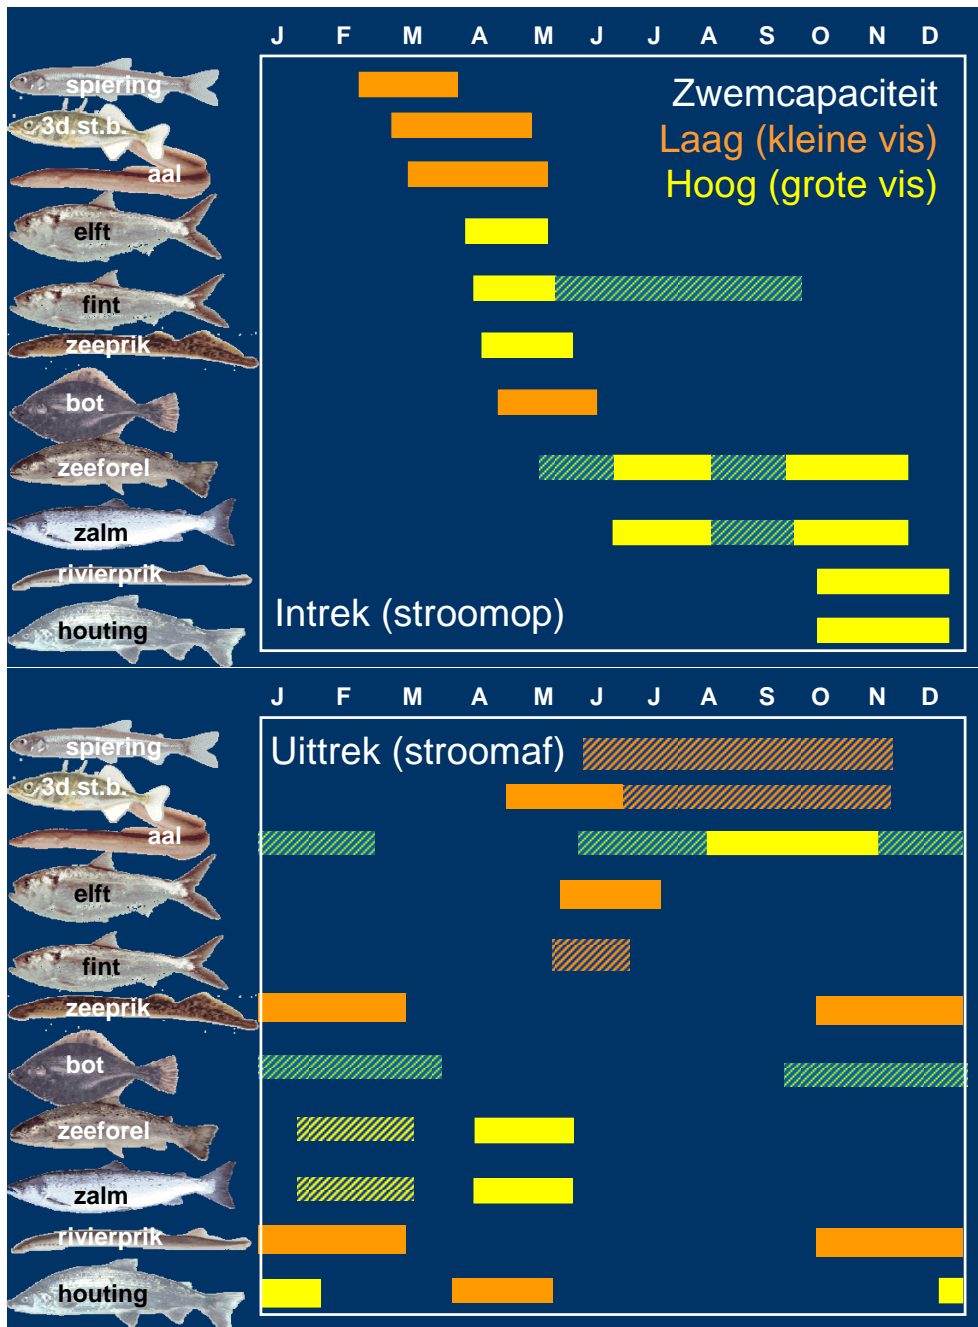 J F M A M J J A S O N D
spiering
Zwemcapaciteit
3d.st.b.
Laag (kleine vis)
aal
Hoog (grote vis)
elft
fint
zeeprik
bot
zeeforel
zalm
rivierprik
Intrek (stroomop)
houting
J F M A M J J A S O N D
spiering
Uittrek (stroomaf)
3d.st.b.
aal
elft
fint
zeeprik
bot
zeeforel
zalm
rivierprik
houting